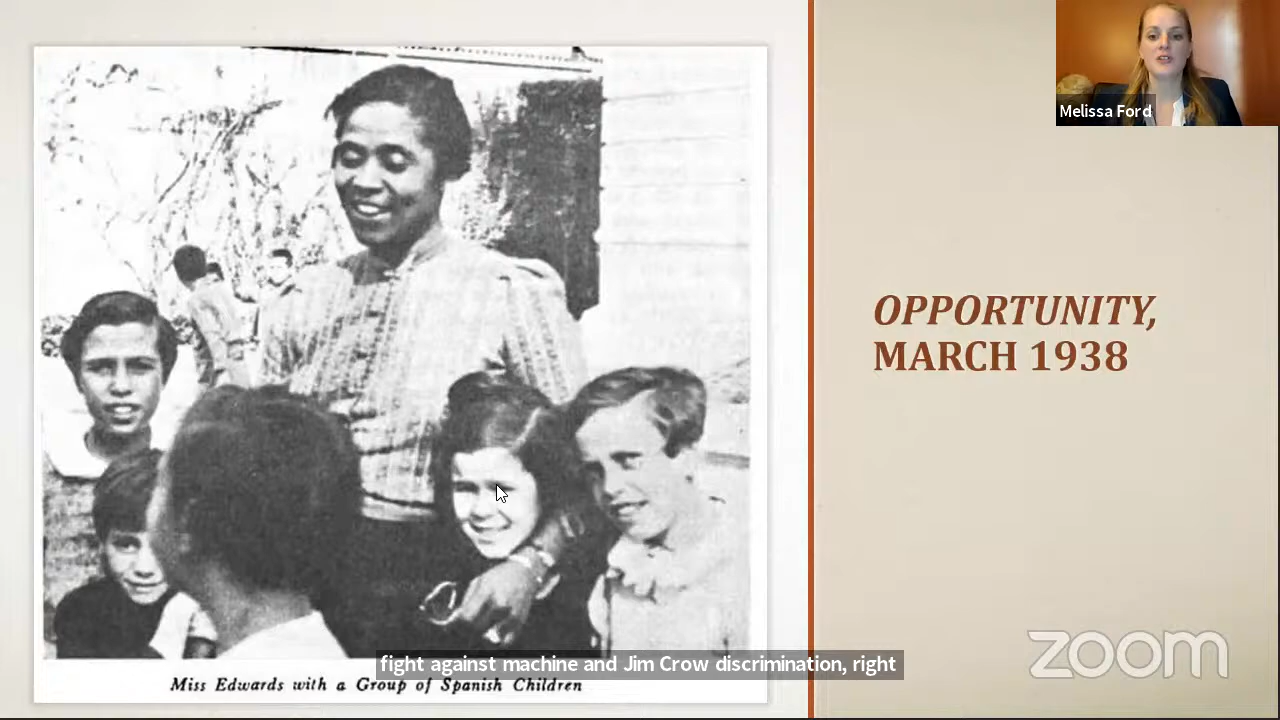 Melissa Ford
OPPORTUNITY,
MARCH 1938
fight against machine and Jim Crow discrimination, right
Miss Edwards with a Group of Spanish Children
zoom